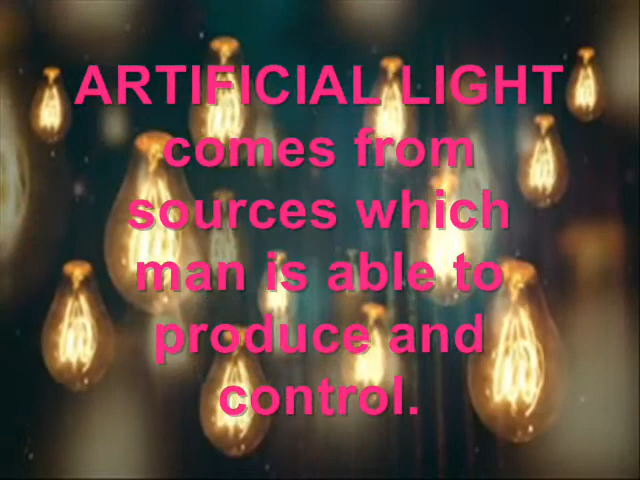 ARTIFICIAL LIGHT
comes from
sources which
man is able to
produce and
control.